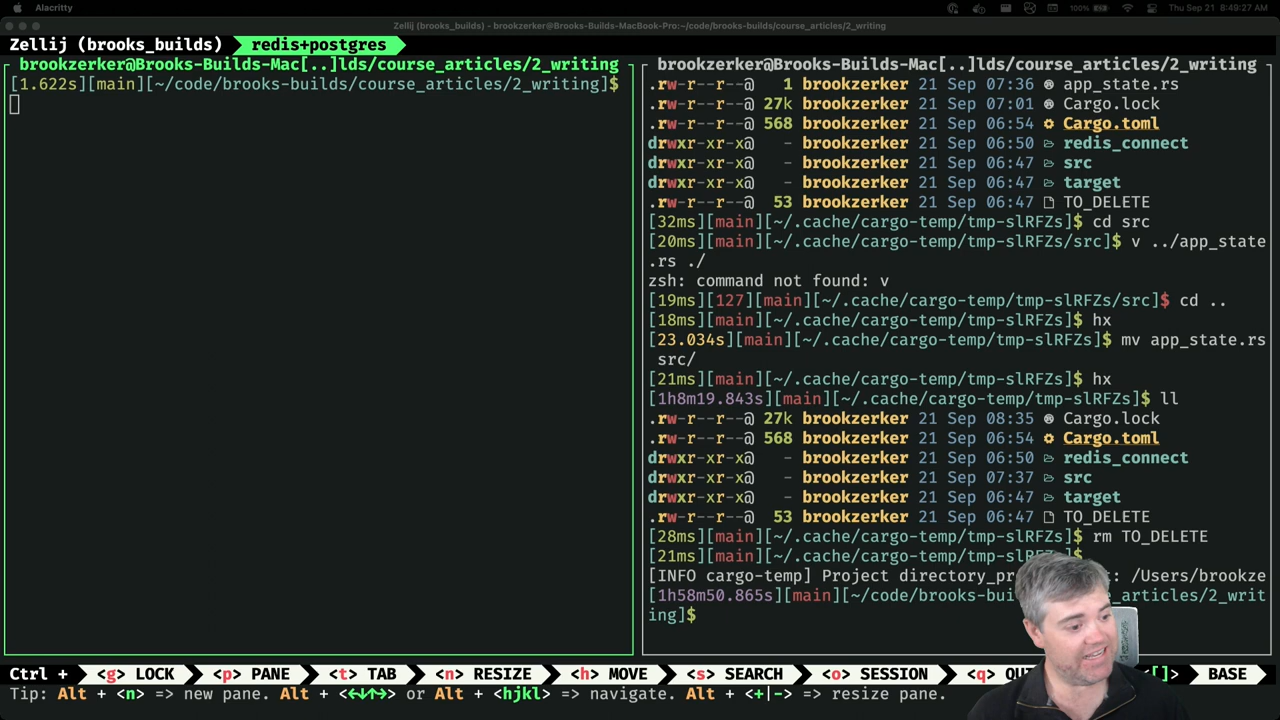 Alacritty
100%
Thu Sep 21 8:49:27 AM
Zellij (brooks_builds) - brookzerker@Brooks-Builds-MacBook-Pro:~/code/brooks-builds/course_articles/2_writing
Zellij (brooks_builds) redis+postgres
brookzerker@Brooks-Builds-Mac[..]lds/course_articles/2_writing
[1.622s][main][~/code/brooks-builds/course_articles/2_writing]$
brookzerker@Brooks-Builds-Mac[..]lds/course_articles/2_writing
.rw-r--r--@ 1 brookzerker 21 Sep 07:36 app_state.rs
.rw-r--r--@ 27k brookzerker 21 Sep 07:01 Cargo.lock
.rw-r--r--@ 568 brookzerker 21 Sep 06:54 Cargo.toml
drwxr-xr-x@ - brookzerker 21 Sep 06:50 redis_connect
drwxr-xr-x@ - brookzerker 21 Sep 06:47 src
drwxr-xr-x@ - brookzerker 21 Sep 06:47 target
.rw-r--r--@ 53 brookzerker 21 Sep 06:47 TO_DELETE
[32ms][main][~/.cache/cargo-temp/tmp-slRFZs]$ cd src
[20ms][main][~/.cache/cargo-temp/tmp-slRFZs/src]$ v ../app_state
.rs ./
zsh: command not found: v
[19ms][127][main][~/.cache/cargo-temp/tmp-slRFZs/src]$ cd ..
[18ms][main][~/.cache/cargo-temp/tmp-slRFZs]$ hx
[23.034s][main][~/.cache/cargo-temp/tmp-slRFZs]$ mv app_state.rs
src/
[21ms][main][~/.cache/cargo-temp/tmp-slRFZs]$ hx
[1h8m19.843s][main][~/.cache/cargo-temp/tmp-slRFZs]$ ll
.rw-r--r--@ 27k brookzerker 21 Sep 08:35 Cargo.lock
.rw-r--r--@ 568 brookzerker 21 Sep 06:54 Cargo.toml
drwxr-xr-x@ - brookzerker 21 Sep 06:50 redis_connect
drwxr-xr-x@ - brookzerker 21 Sep 07:37 src
drwxr-xr-x@ - brookzerker 21 Sep 06:47 target
.rw-r--r--@ 53 brookzerker 21 Sep 06:47 TO_DELETE
[28ms][main][~/.cache/cargo-temp/tmp-slRFZs]$ rm TO_DELETE
[21ms][main][~/.cache/cargo-temp/tmp-slRFZs]$
[INFO cargo-temp] Project directory_pr : /Users/brookze
[1h58m50.865s][main][~/code/brooks-bui e_articles/2_writ
ing]$
Ctrl + <g> LOCK <p> PANE <t> TAB <n> RESIZE <h> MOVE <s> SEARCH <o> SESSION <q> QU <[]> BASE
Tip: Alt + <n> => new pane. Alt + <←↓↑→> or Alt + <hjkl> => navigate. Alt + <+|-> => resize pane.